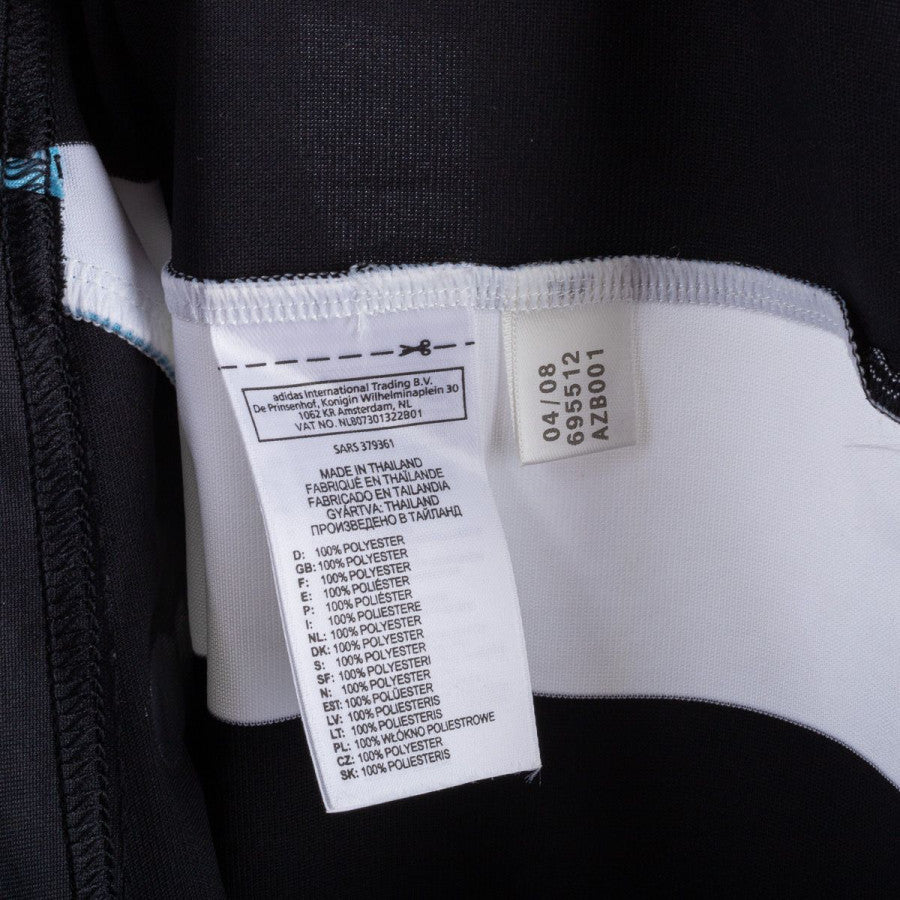 adidas International Trading B.V.
De Prinsenhof, Konigin Wilhelminaplein 30
1062 KR Amsterdam, NL
VAT NO. NL807301322B01
SARS 379361
MADE IN THAILAND
FABRIQUÉ EN THAÏLANDE
FABRICADO EN TAILANDIA
GYÁRTVA: THAILAND
ПРОИЗВЕДЕНО В ТАЙЛАНД
D: 100% POLYESTER
GB: 100% POLYESTER
F: 100% POLYESTER
E: 100% POLIÉSTER
P: 100% POLIÉSTER
I: 100% POLIESTERE
NL: 100% POLYESTER
DK: 100% POLYESTER
S: 100% POLYESTER
SF: 100% POLYESTERI
N: 100% POLYESTER
EST: 100% POLÜESTER
LV: 100% POLIESTERIS
LT: 100% POLIESTERIS
PL: 100% WŁÓKNO POLIESTROWE
CZ: 100% POLYESTER
SK: 100% POLIESTERIS
04/08
695512
AZB001